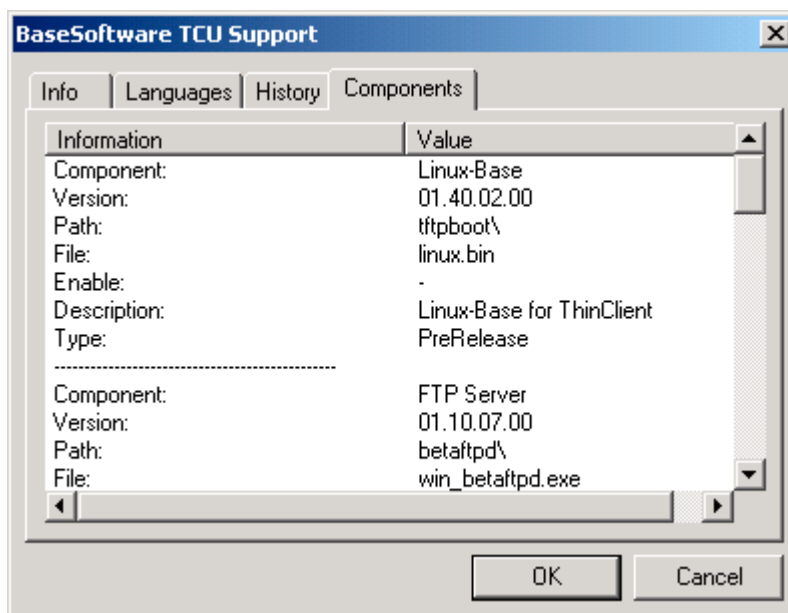 BaseSoftware TCU Support
Info Languages History Components
Information Value
Component: Linux-Base
Version: 01.40.02.00
Path: tftpboot\
File: linux.bin
Enable: -
Description: Linux-Base for ThinClient
Type: PreRelease
-----------------------------------------------
Component: FTP Server
Version: 01.10.07.00
Path: betaftpd\
File: win_betaftpd.exe
OK Cancel